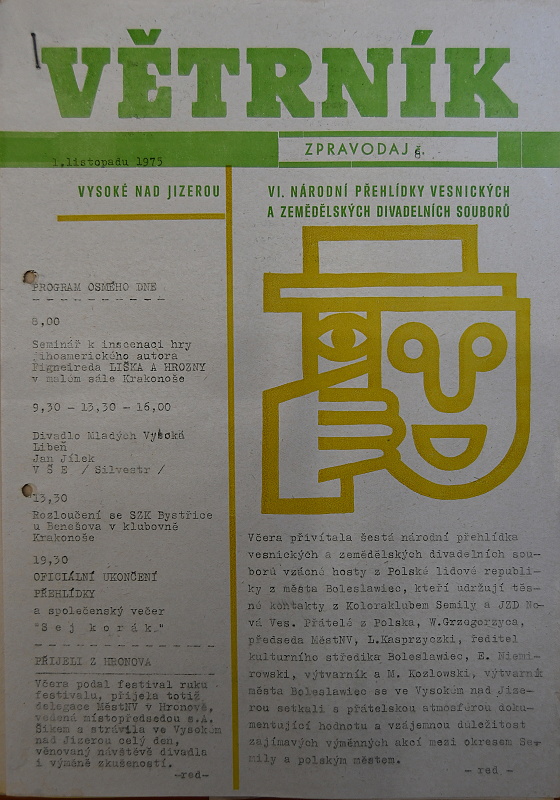 VĚTRNÍK
ZPRAVODAJ č.
1.listopadu 1975
VYSOKÉ NAD JIZEROU
VI. NÁRODNÍ PŘEHLÍDKY VESNICKÝCH
A ZEMĚDĚLSKÝCH DIVADELNÍCH SOUBORŮ
PROGRAM OSMÉHO DNE
8,00
Seminář k inscenaci hry
jihoamerického autora
Figneireda LIŠKA A HROZNY
v malém sále Krakonoše
9,30 - 13,30 - 16,00
Divadlo Mladých Vysoká
Libeň
Jan Jílek
V Š E / Silvestr /
13,30
Rozloučení se SZK Bystřice
u Benešova v klubovně
Krakonoše
19,30
OFICIÁLNÍ UKONČENÍ
PŘEHLÍDKY
a společenský večer
"S e j k o r á k "
PŘIJELI Z HRONOVA
Včera podal festival ruku
festivalu, přijela totiž
delegace MěstNV v Hronově,
vedená místopředsedou s.A.
Šikem a strávila ve Vysokém
nad Jizerou celý den,
věnovaný návštěvě divadla
i výměně zkušeností.
-red-
Včera přivítala šestá národní přehlídka
vesnických a zemědělských divadelních sou-
borů vzácné hosty z Polské lidové republi-
ky z města Boleslawiec, kteří udržují těs-
né kontakty z Koloraklubem Semily a JZD No-
vá Ves. Přátelé z Polska, W.Grzegorzyca,
předseda MěstNV, L.Kasprzyczki, ředitel
kulturního středika Boleslawiec, E. Niemi-
rowski, výtvarník a M. Kozlowski, výtvarník
města Boleslawiec se ve Vysokém nad Jize-
rou setkali s přátelskou atmosférou doku-
mentující hodnotu a vzájemnou důležitost
zajímavých výměnných akcí mezi okresem Se-
mily a polským městem.
- red -